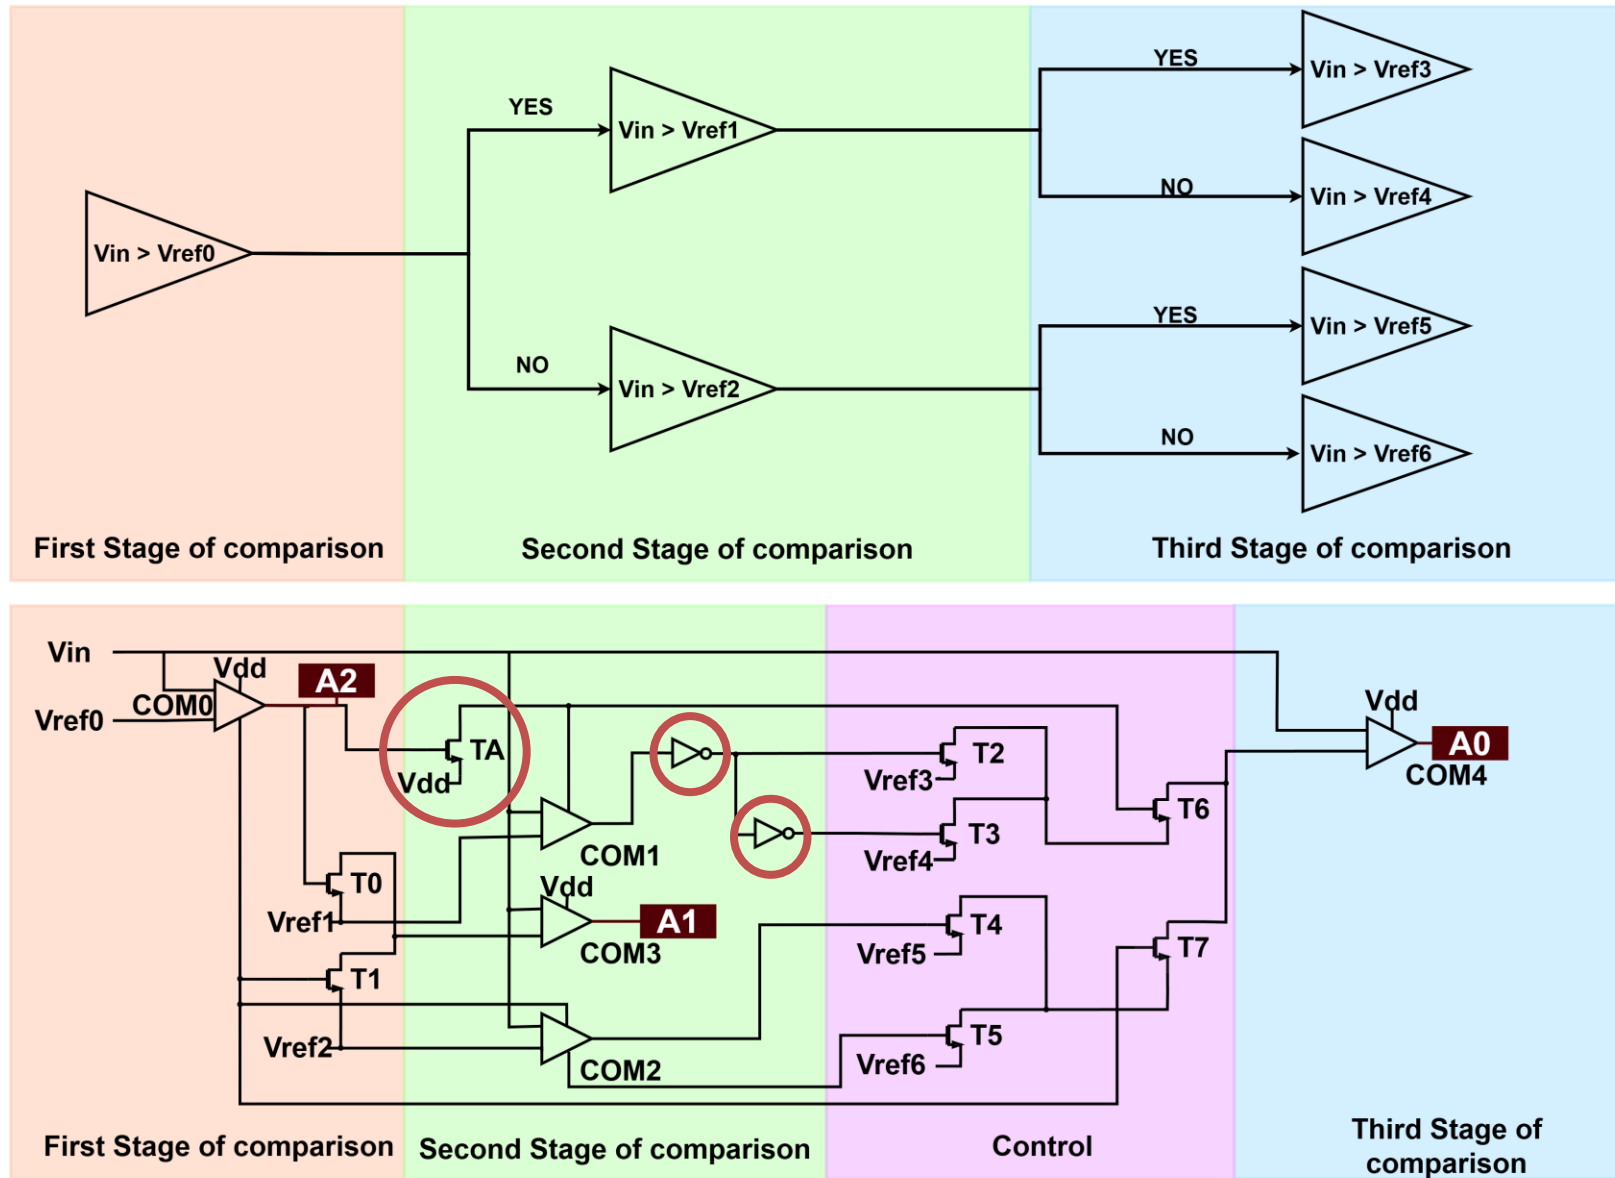 YES
Vin > Vref3
YES
Vin > Vref1
NO
Vin > Vref4
Vin > Vref0
YES
Vin > Vref5
NO
Vin > Vref2
NO
Vin > Vref6
First Stage of comparison
Second Stage of comparison
Third Stage of comparison
Vin
Vdd
A2
Vref0
COM0
TA
Vdd
T2
Vref3
Vdd
A0
COM4
T6
T3
Vref4
COM1
T0
Vref1
Vdd
A1
COM3
T4
Vref5
T7
T1
Vref2
COM2
T5
Vref6
First Stage of comparison
Second Stage of comparison
Control
Third Stage of
comparison